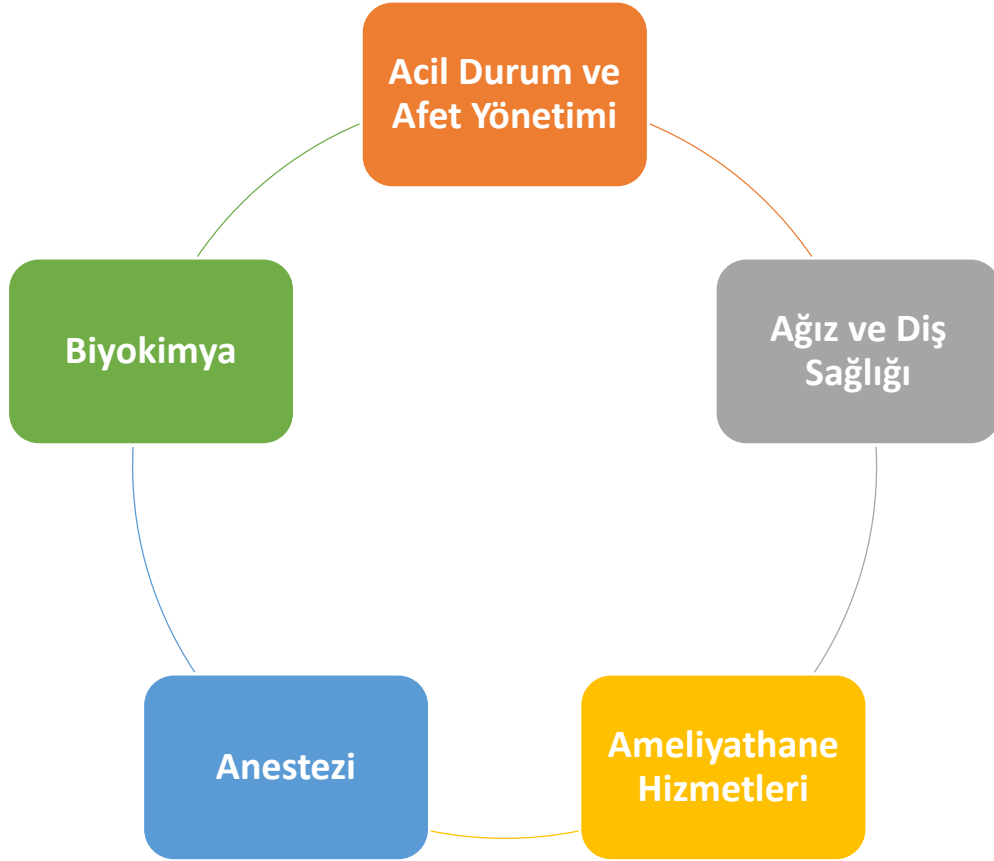 Acil Durum ve
Afet Yönetimi
Ağız ve Diş
Sağlığı
Ameliyathane
Hizmetleri
Anestezi
Biyokimya